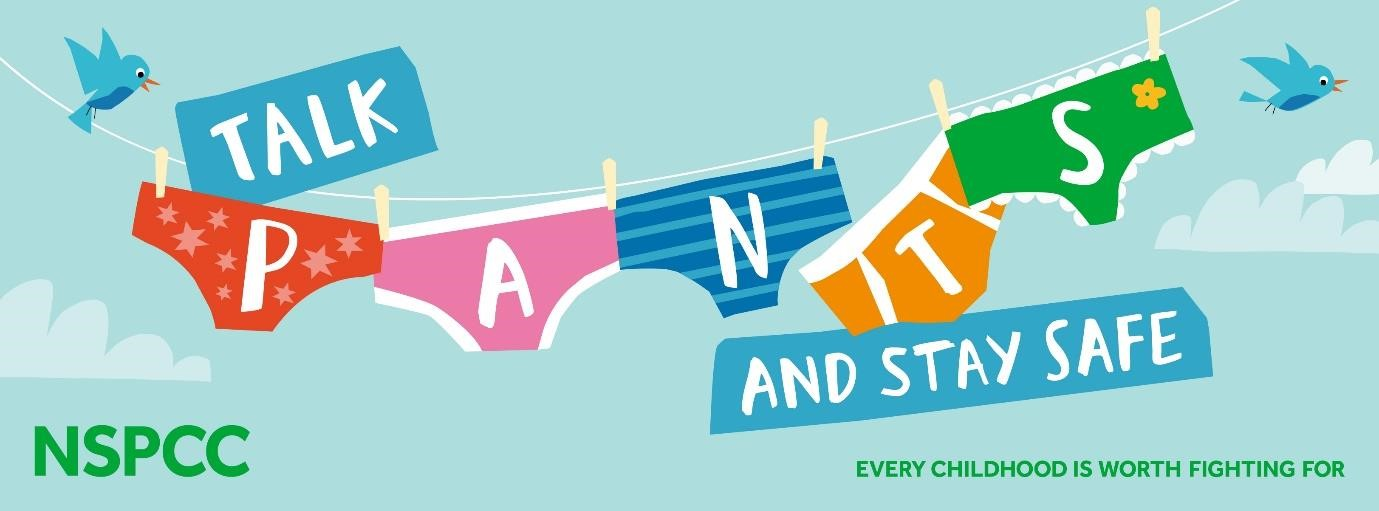 TALK
PANTS
AND STAY SAFE
NSPCC
EVERY CHILDHOOD IS WORTH FIGHTING FOR